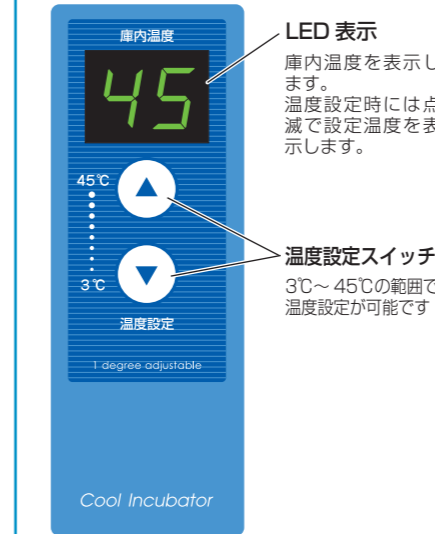 庫内温度
45
45℃
3℃
温度設定
1 degree adjustable
Cool Incubator
LED 表示
庫内温度を表示し
ます。
温度設定時には点
滅で設定温度を表
示します。
温度設定スイッチ
3℃〜 45℃の範囲で
温度設定が可能です